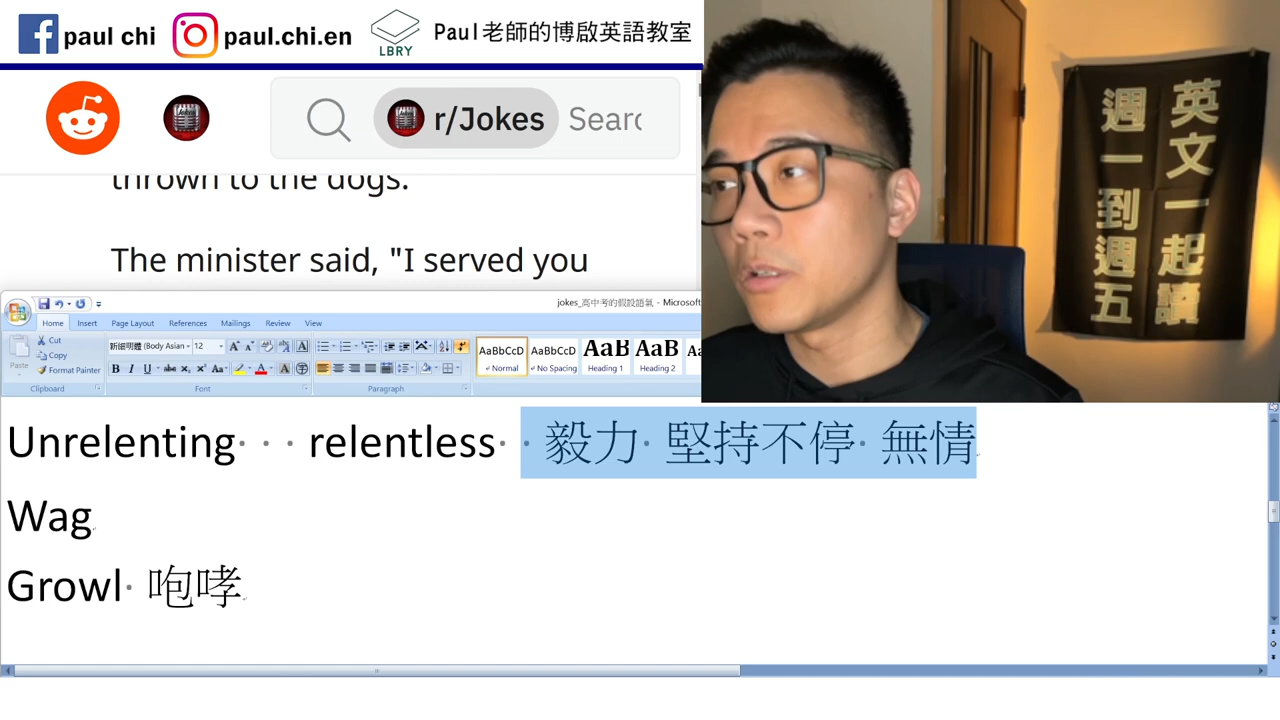 paul chi paul.chi.en LBRY Paul老師的博啟英語教室
r/Jokes Searc
thrown to the dogs.
The minister said, "I served you
jokes_高中考的假設語氣 - Microsoft
Home Insert Page Layout References Mailings Review View
Paste Cut Copy Format Painter
新細明體 (Body Asian 12
AaBbCcD Normal AaBbCcD No Spacing AaB Heading 1 AaB Heading 2 Aa
Clipboard Font Paragraph
Unrelenting relentless 毅力 堅持不停 無情
Wag
Growl 咆哮
英文一起讀
週一到週五